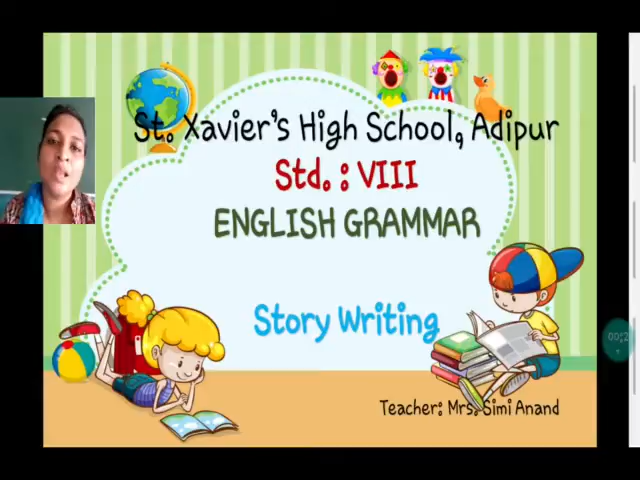 St. Xavier's High School, Adipur
Std. : VIII
ENGLISH GRAMMAR
Story Writing
Teacher: Mrs. Simi Anand